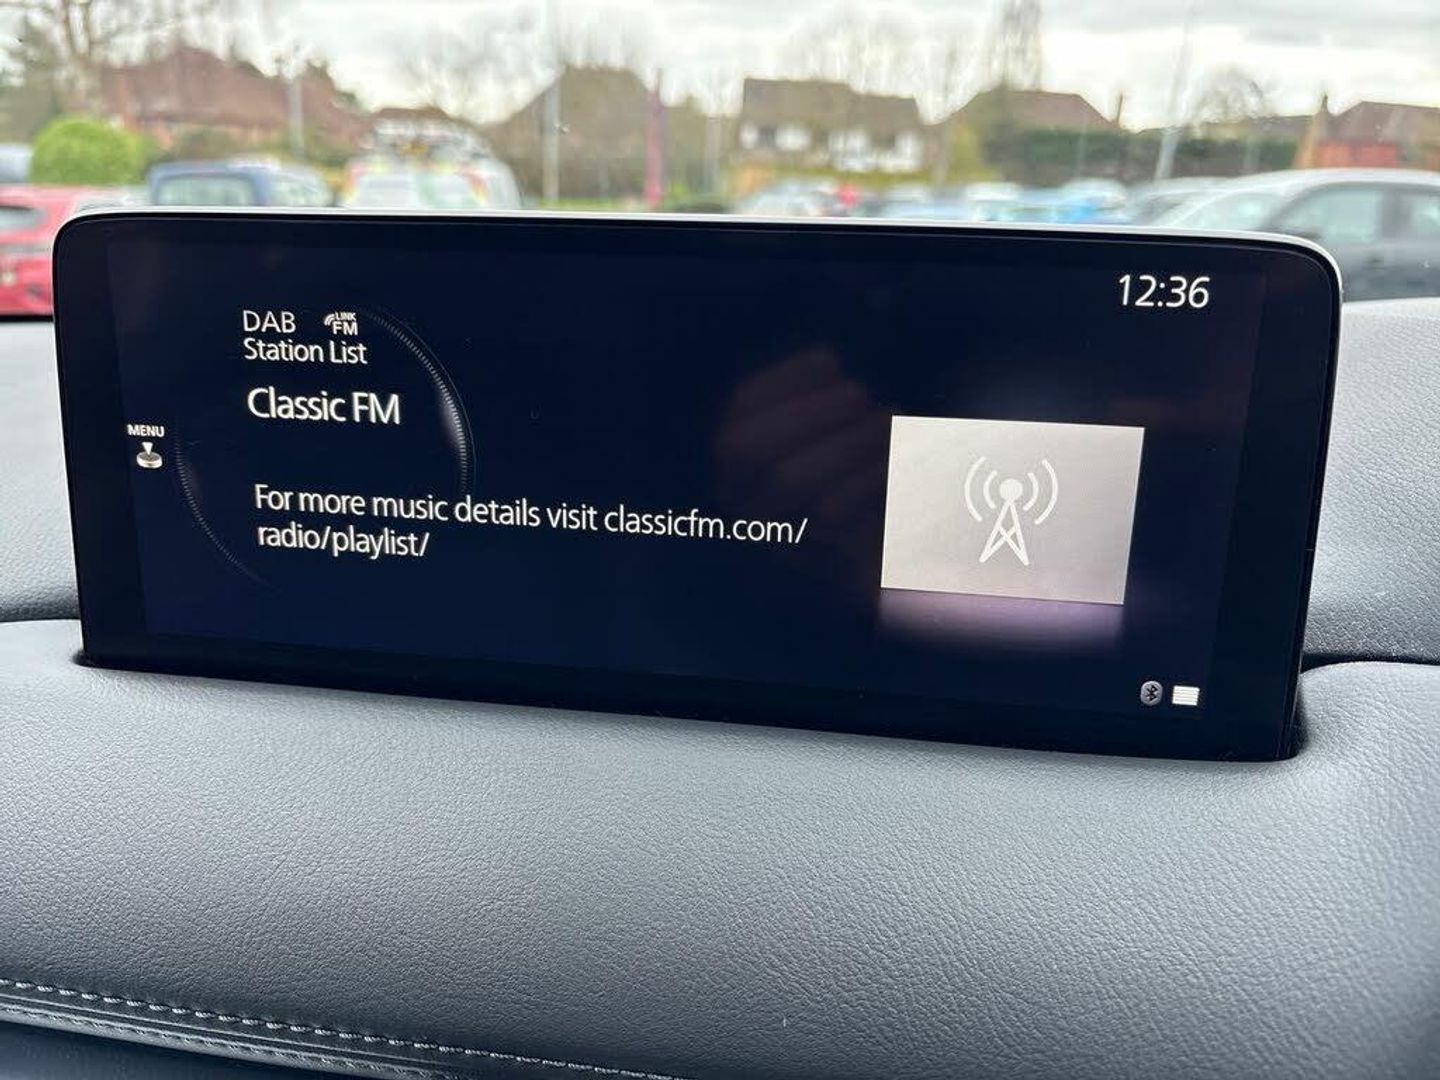 12:36
DAB LINK FM
Station List
Classic FM
MENU
For more music details visit classicfm.com/
radio/playlist/